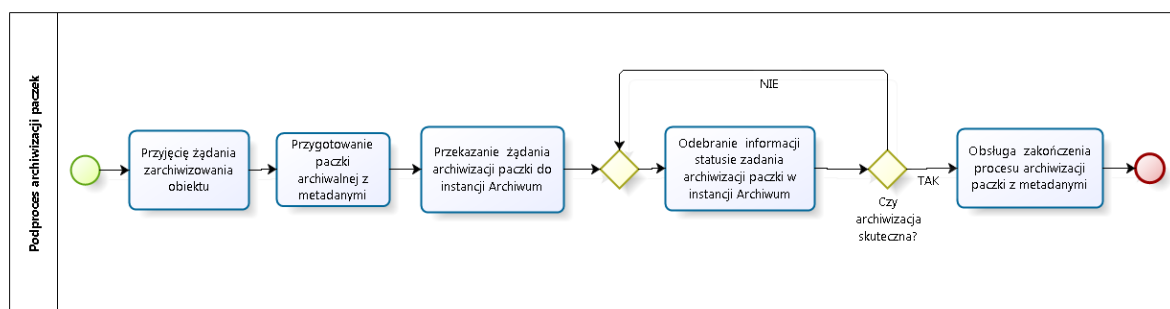 Podproces archiwizacji paczek
Przyjęcie żądania
zarchiwizowania
obiektu
Przygotowanie
paczki
archiwalnej z
metadanymi
Przekazanie żądania
archiwizacji paczki do
instancji Archiwum
NIE
Odebranie informacji
statusie zadania
archiwizacji paczki w
instancji Archiwum
Czy
archiwizacja
skuteczna?
TAK
Obsługa zakończenia
procesu archiwizacji
paczki z metadanymi